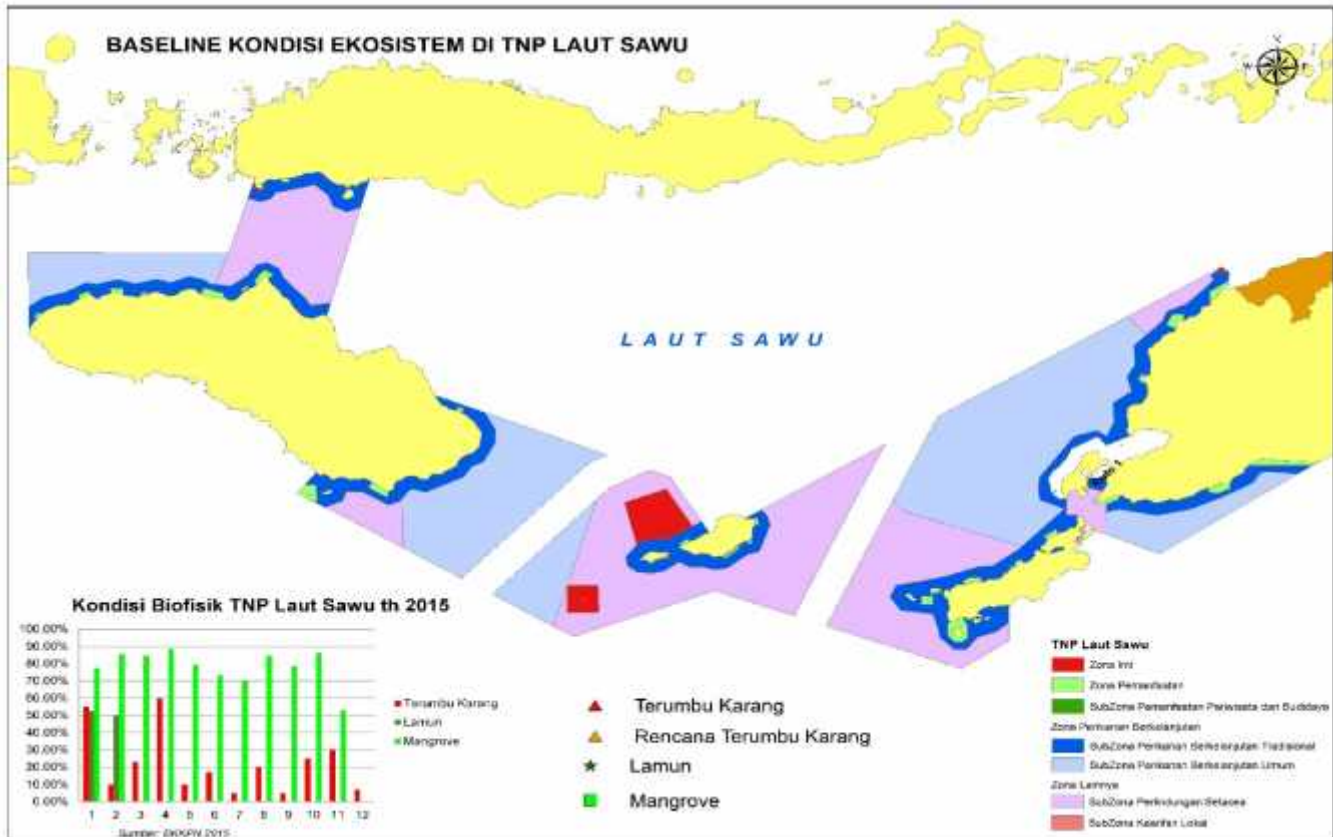 BASELINE KONDISI EKOSISTEM DI TNP LAUT SAWU
N
W
E
S
LAUT SAWU
Kondisi Biofisik TNP Laut Sawu th 2015
100.00%
90.00%
80.00%
70.00%
60.00%
50.00%
40.00%
30.00%
20.00%
10.00%
0.00%
1 2 3 4 5 6 7 8 9 10 11 12
Sumber: BKKPN 2015
Terumbu Karang
Lamun
Mangrove
Terumbu Karang
Rencana Terumbu Karang
Lamun
Mangrove
TNP Laut Sawu
Zona Inti
Zona Pemanfaatan
SubZona Pemanfaatan Pariwisata dan Budidaya
Zona Perikanan Berkelanjutan
SubZona Perikanan Berkelanjutan Tradisional
SubZona Perikanan Berkelanjutan Umum
Zona Lainnya
SubZona Perlindungan Setasea
SubZona Kearifan Lokal